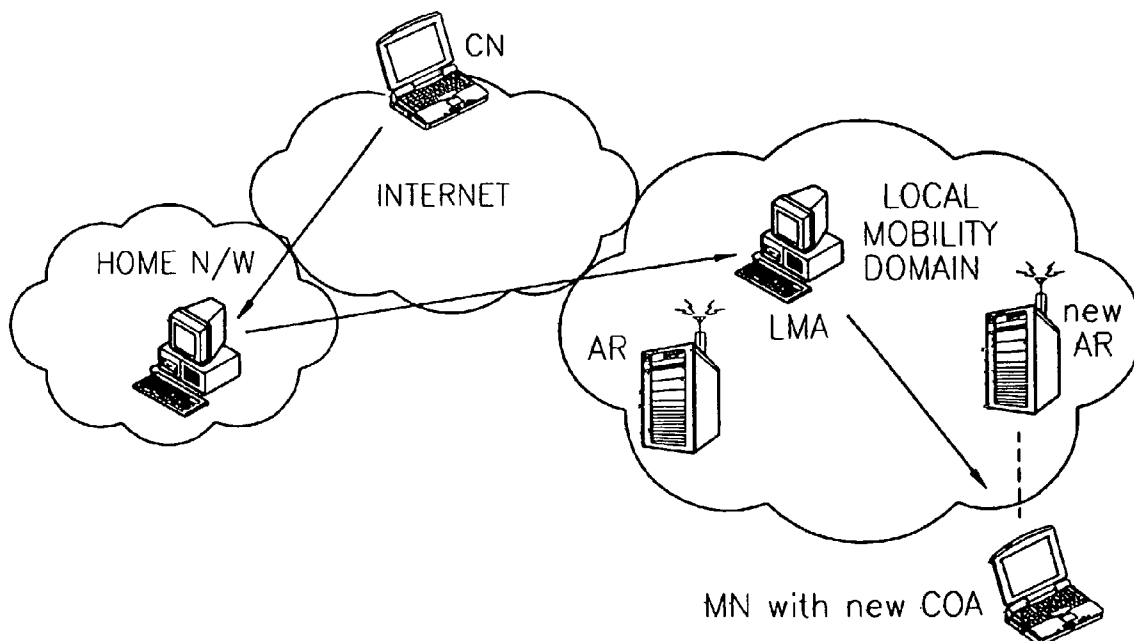 CN
INTERNET
HOME N/W
LOCAL
MOBILITY
DOMAIN
LMA
AR
new
AR
MN with new COA